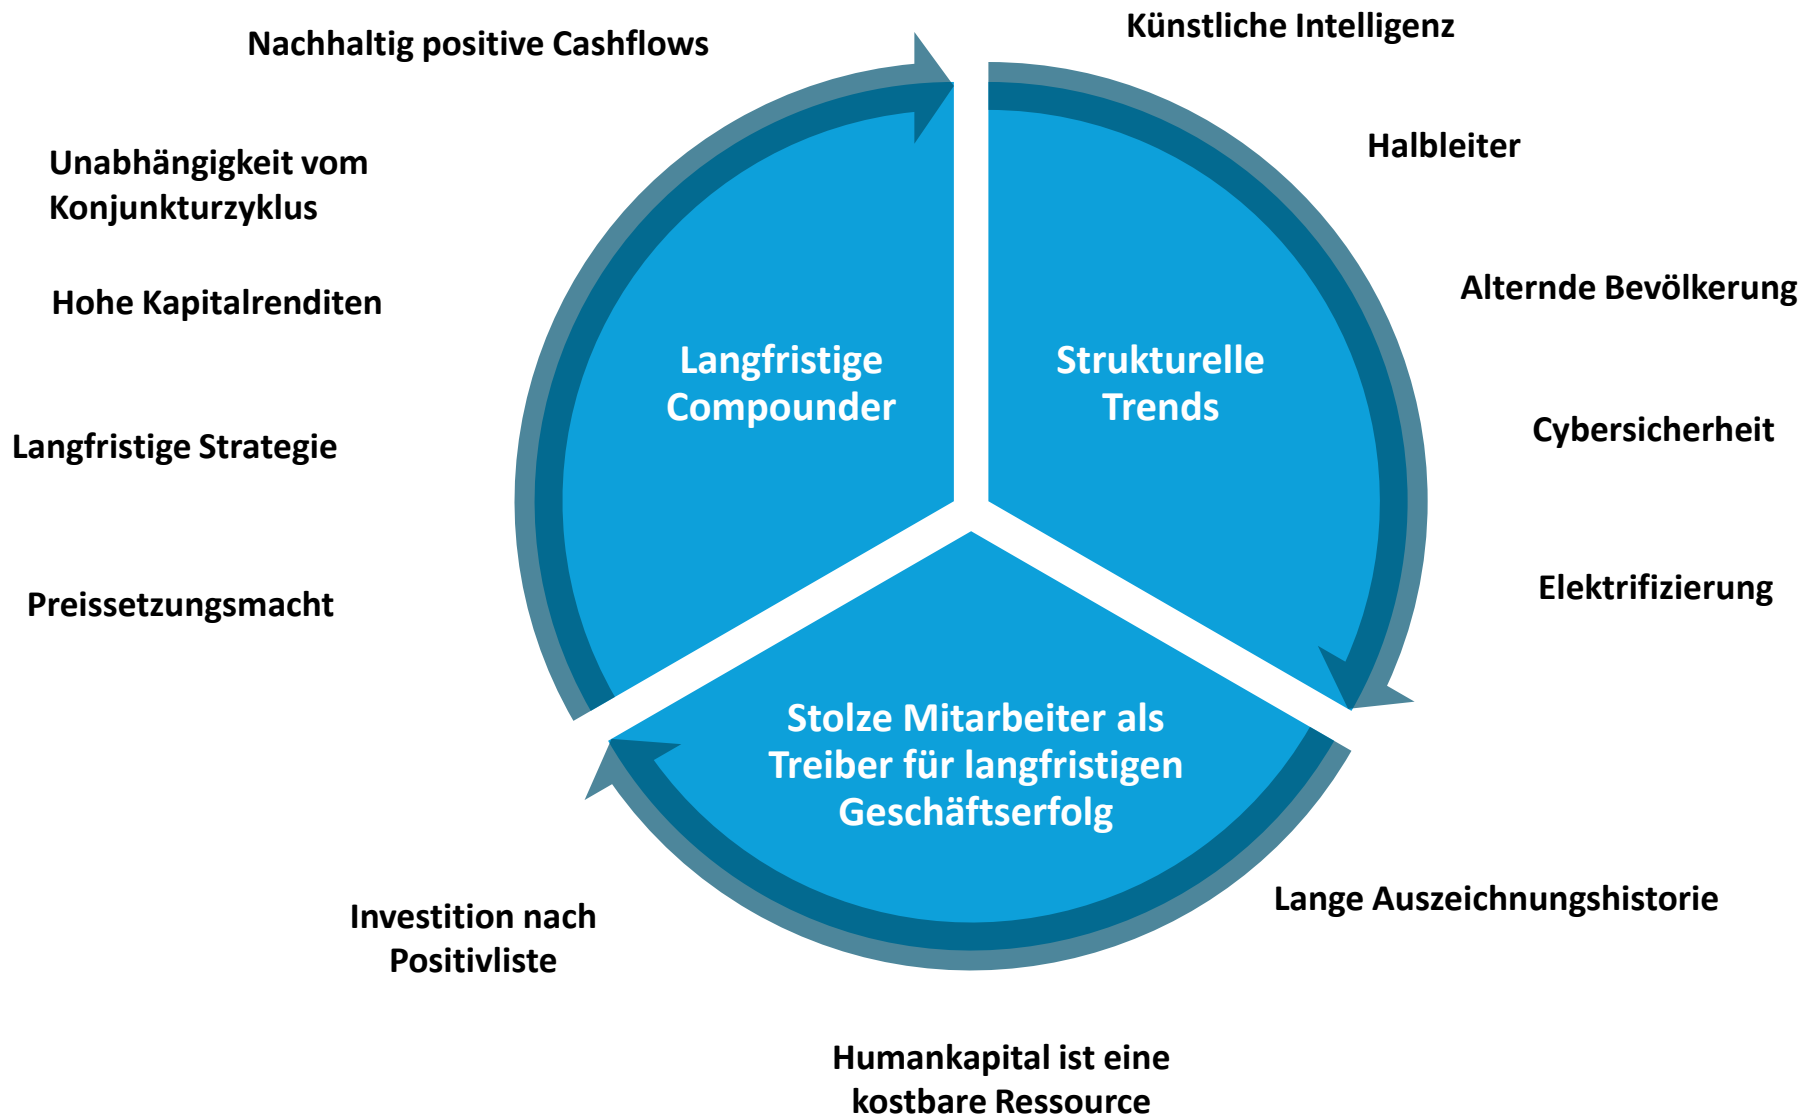 Künstliche Intelligenz
Nachhaltig positive Cashflows
Halbleiter
Unabhängigkeit vom
Konjunkturzyklus
Alternde Bevölkerung
Hohe Kapitalrenditen
Langfristige
Compounder
Strukturelle
Trends
Cybersicherheit
Langfristige Strategie
Elektrifizierung
Preissetzungsmacht
Stolze Mitarbeiter als
Treiber für langfristigen
Geschäftserfolg
Lange Auszeichnungshistorie
Investition nach
Positivliste
Humankapital ist eine
kostbare Ressource